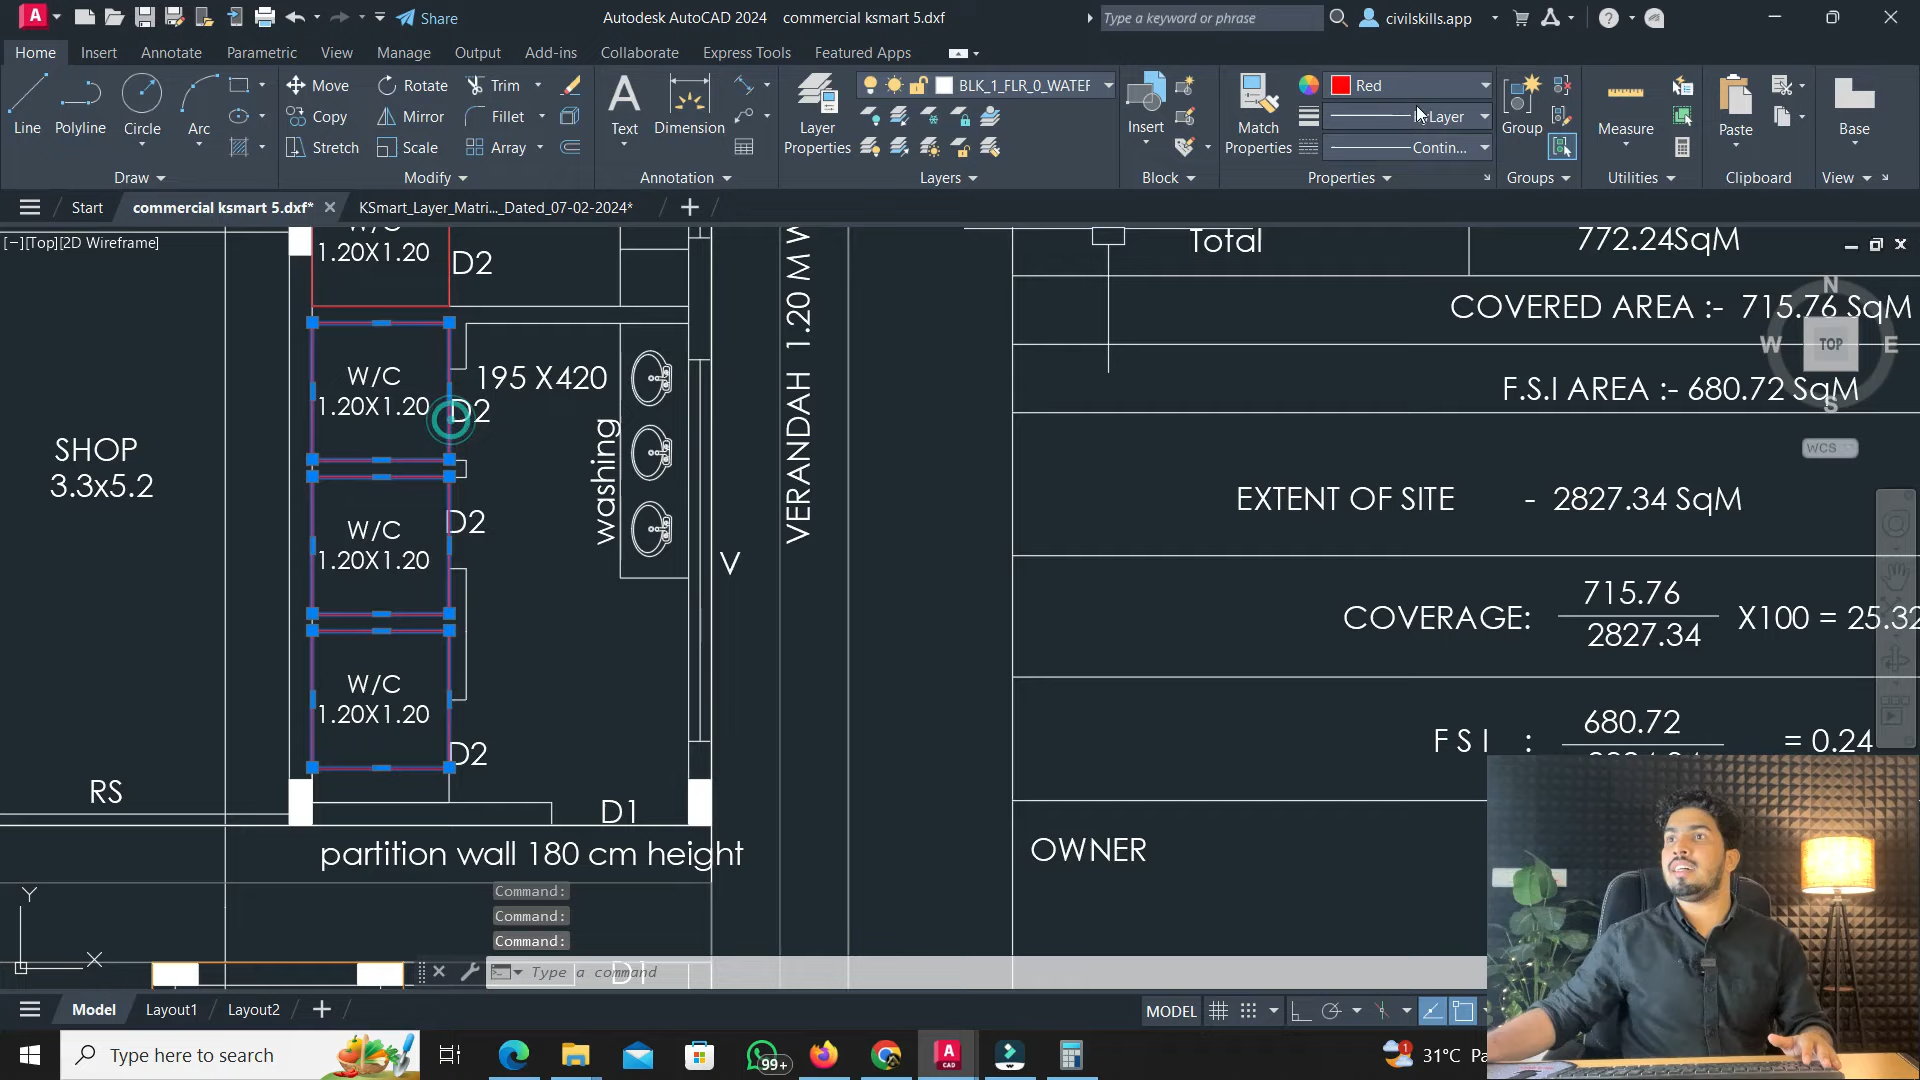 Share
Autodesk AutoCAD 2024 commercial ksmart 5.dxf
Type a keyword or phrase
civilskills.app
Home Insert Annotate Parametric View Manage Output Add-ins Collaborate Express Tools Featured Apps
Line
Polyline
Circle
Arc
Draw
Move
Rotate
Trim
Copy
Mirror
Fillet
Stretch
Scale
Array
Modify
Text
Dimension
Annotation
Layer
Properties
BLK_1_FLR_0_WATER
Layers
Insert
Block
Match
Properties
Red
Layer
Contin...
Properties
Group
Groups
Measure
Utilities
Paste
Clipboard
Base
View
Start
commercial ksmart 5.dxf*
KSmart_Layer_Matri..._Dated_07-02-2024*
[−][Top][2D Wireframe]
1.20X1.20
D2
W/C
1.20X1.20
D2
195 X420
washing
W/C
1.20X1.20
D2
W/C
1.20X1.20
D2
SHOP
3.3x5.2
RS
V
VERANDAH 1.20 M W
D1
partition wall 180 cm height
D1
Total 772.24SqM
COVERED AREA :- 715.76 SqM
F.S.I AREA :- 680.72 SqM
EXTENT OF SITE - 2827.34 SqM
COVERAGE: 715.76
2827.34
X100 = 25.32
F S I : 680.72
= 0.24
OWNER
N
W TOP E
S
WCS
Y
X
Command:
Command:
Command:
Type a command
Model Layout1 Layout2
MODEL
Type here to search
99+
A
CAD
1
31°C